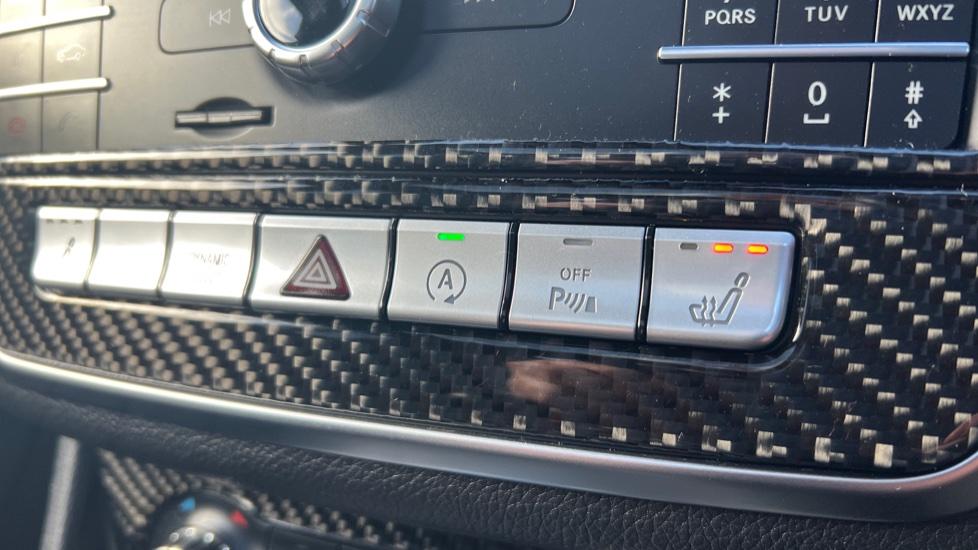 PQRS TUV WXYZ
* 0 #
+
DYNAMIC
A
OFF
P